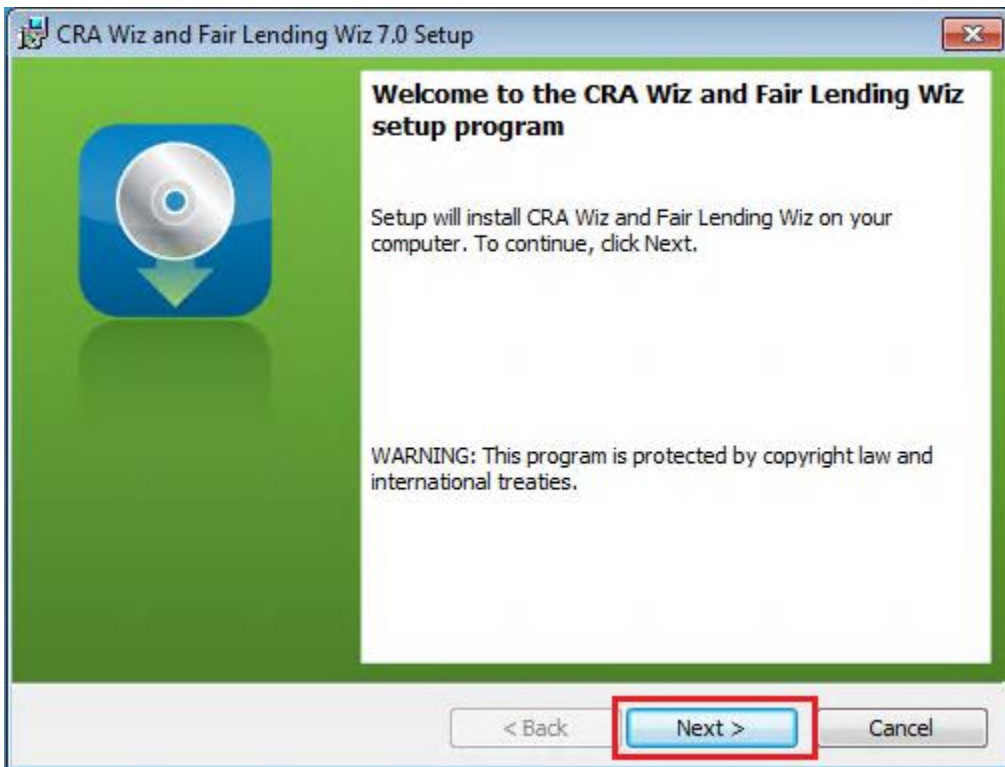 CRA Wiz and Fair Lending Wiz 7.0 Setup
Welcome to the CRA Wiz and Fair Lending Wiz
setup program
Setup will install CRA Wiz and Fair Lending Wiz on your
computer. To continue, click Next.
WARNING: This program is protected by copyright law and
international treaties.
< Back Next > Cancel